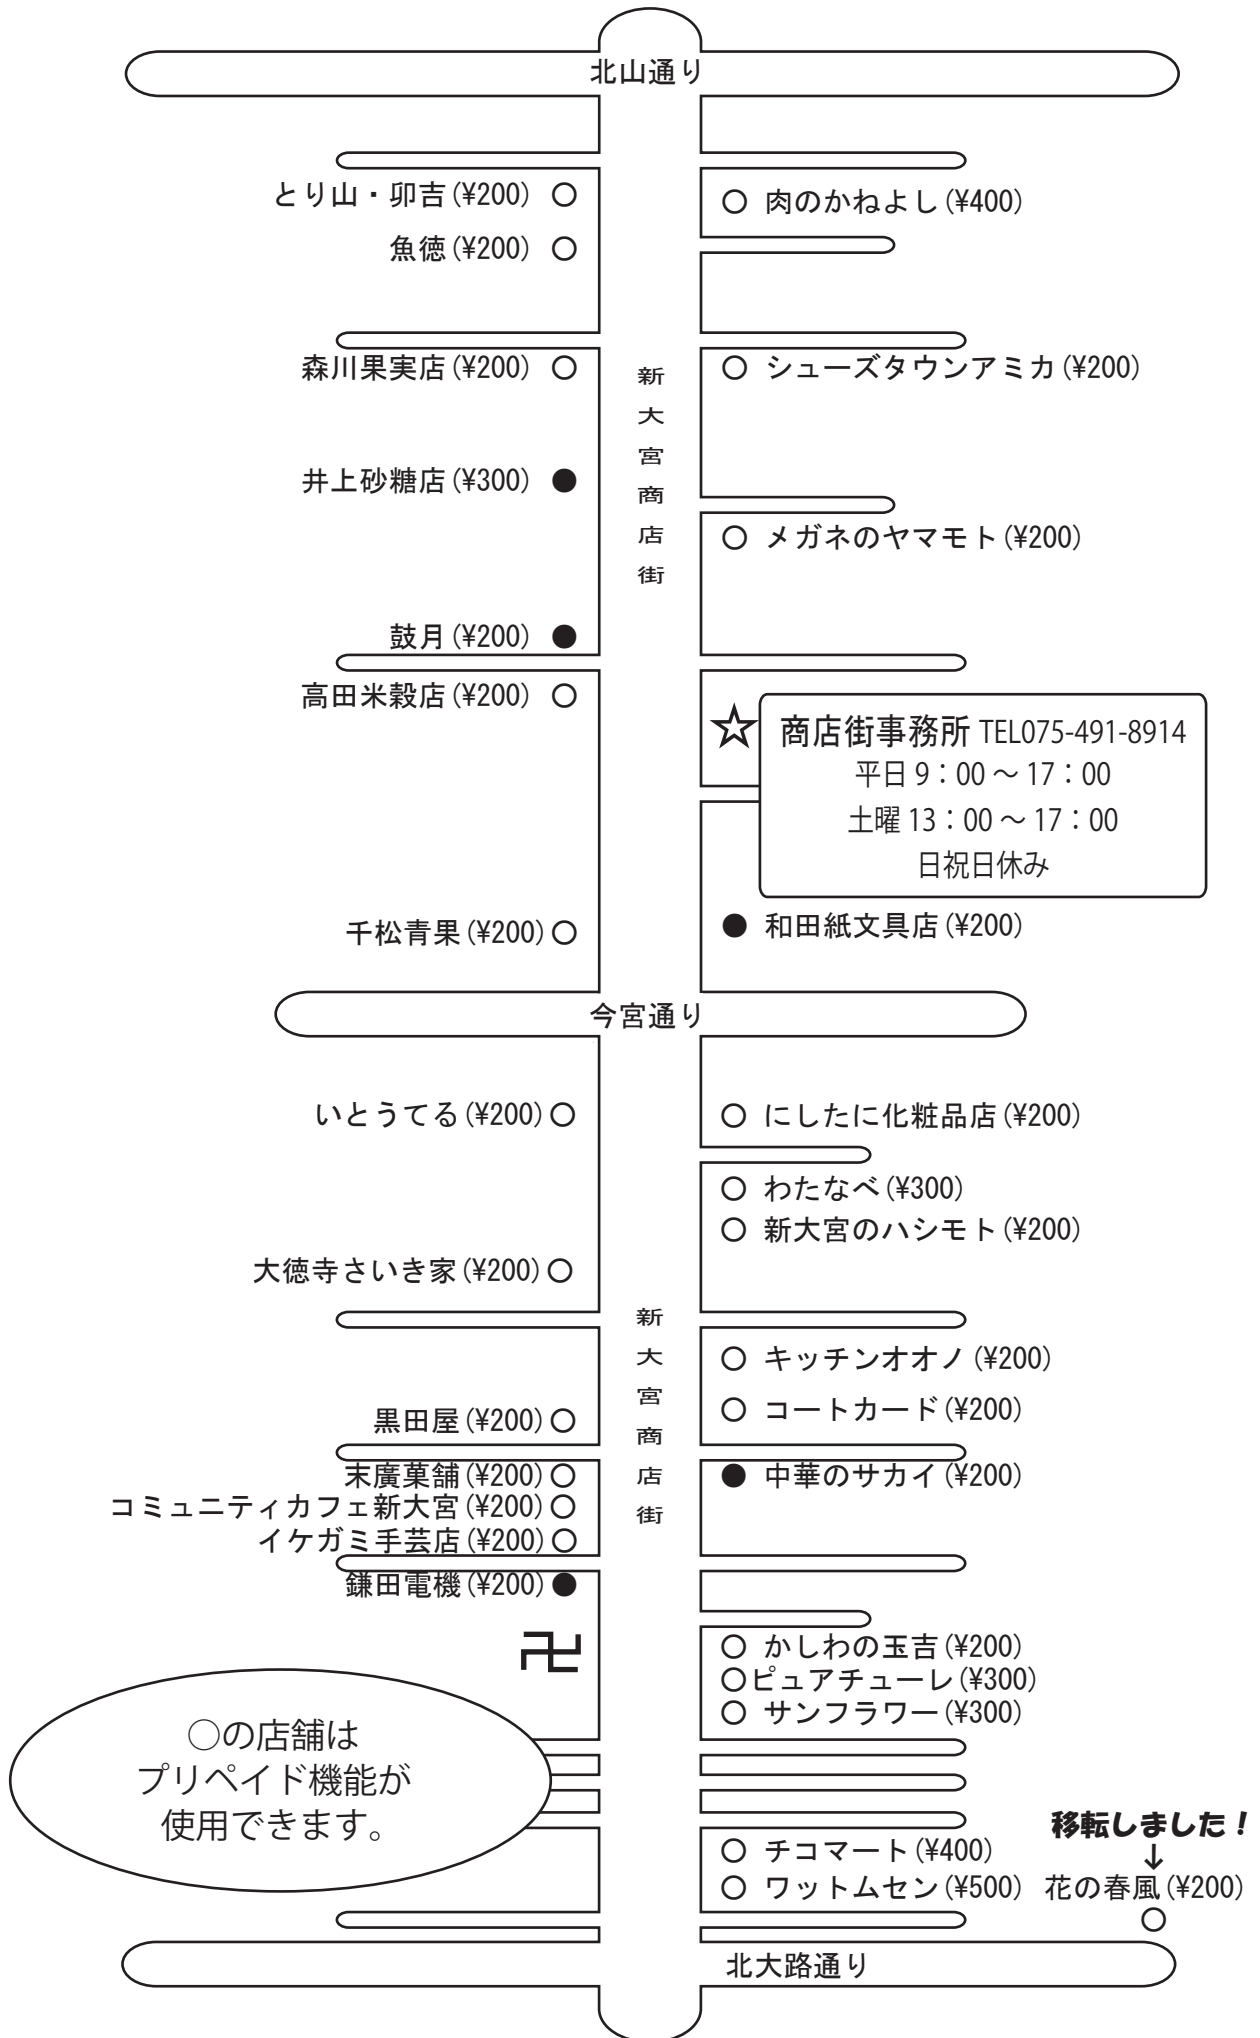 北山通り
とり山・卯吉(¥200) ○
○ 肉のかねよし(¥400)
魚徳(¥200) ○
森川果実店(¥200) ○
○ シューズタウンアミカ(¥200)
新大宮商店街
井上砂糖店(¥300) ●
○ メガネのヤマモト(¥200)
鼓月(¥200) ●
高田米穀店(¥200) ○
☆
商店街事務所 TEL075-491-8914
平日 9：00 〜 17：00
土曜 13：00 〜 17：00
日祝日休み
千松青果(¥200) ○
● 和田紙文具店(¥200)
今宮通り
いとうてる(¥200) ○
○ にしたに化粧品店(¥200)
○ わたなべ(¥300)
○ 新大宮のハシモト(¥200)
大徳寺さいき家(¥200) ○
新大宮商店街
○ キッチンオオノ(¥200)
○ コートカード(¥200)
黒田屋(¥200) ○
末廣菓舗(¥200) ○
● 中華のサカイ(¥200)
コミュニティカフェ新大宮(¥200) ○
イケガミ手芸店(¥200) ○
鎌田電機(¥200) ●
卍
○ かしわの玉吉(¥200)
○ピュアチューレ(¥300)
○ サンフラワー(¥300)
○の店舗は
プリペイド機能が
使用できます。
移転しました！
↓
○ チコマート(¥400)
○ ワットムセン(¥500)
花の春風(¥200)
○
北大路通り